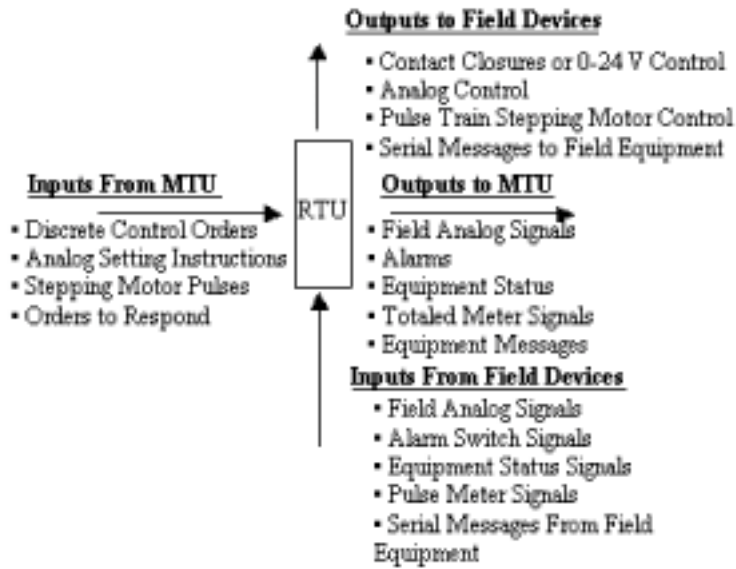 Outputs to Field Devices
▪ Contact Closures or 0-24 V Control
▪ Analog Control
▪ Pulse Train Stepping Motor Control
▪ Serial Messages to Field Equipment
Inputs From MTU
▪ Discrete Control Orders
▪ Analog Setting Instructions
▪ Stepping Motor Pulses
▪ Orders to Respond
RTU
Outputs to MTU
▪ Field Analog Signals
▪ Alarms
▪ Equipment Status
▪ Totaled Meter Signals
▪ Equipment Messages
Inputs From Field Devices
▪ Field Analog Signals
▪ Alarm Switch Signals
▪ Equipment Status Signals
▪ Pulse Meter Signals
▪ Serial Messages From Field
Equipment